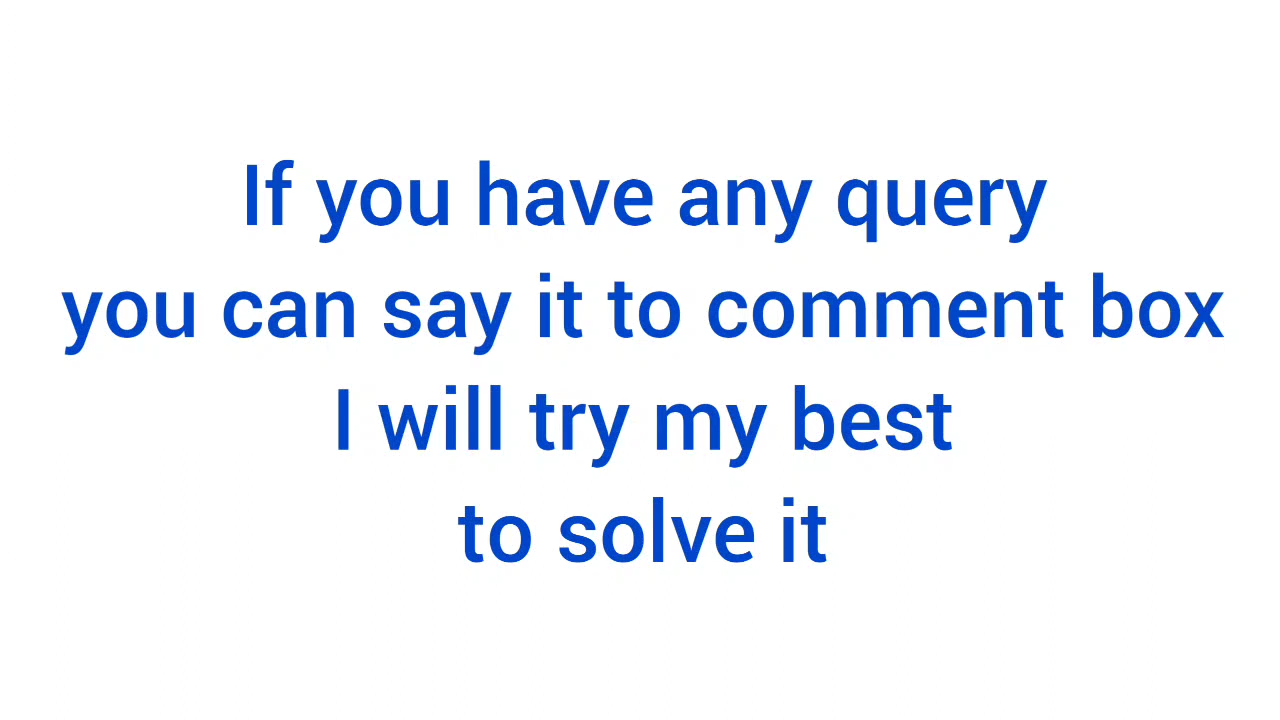 If you have any query
you can say it to comment box
I will try my best
to solve it